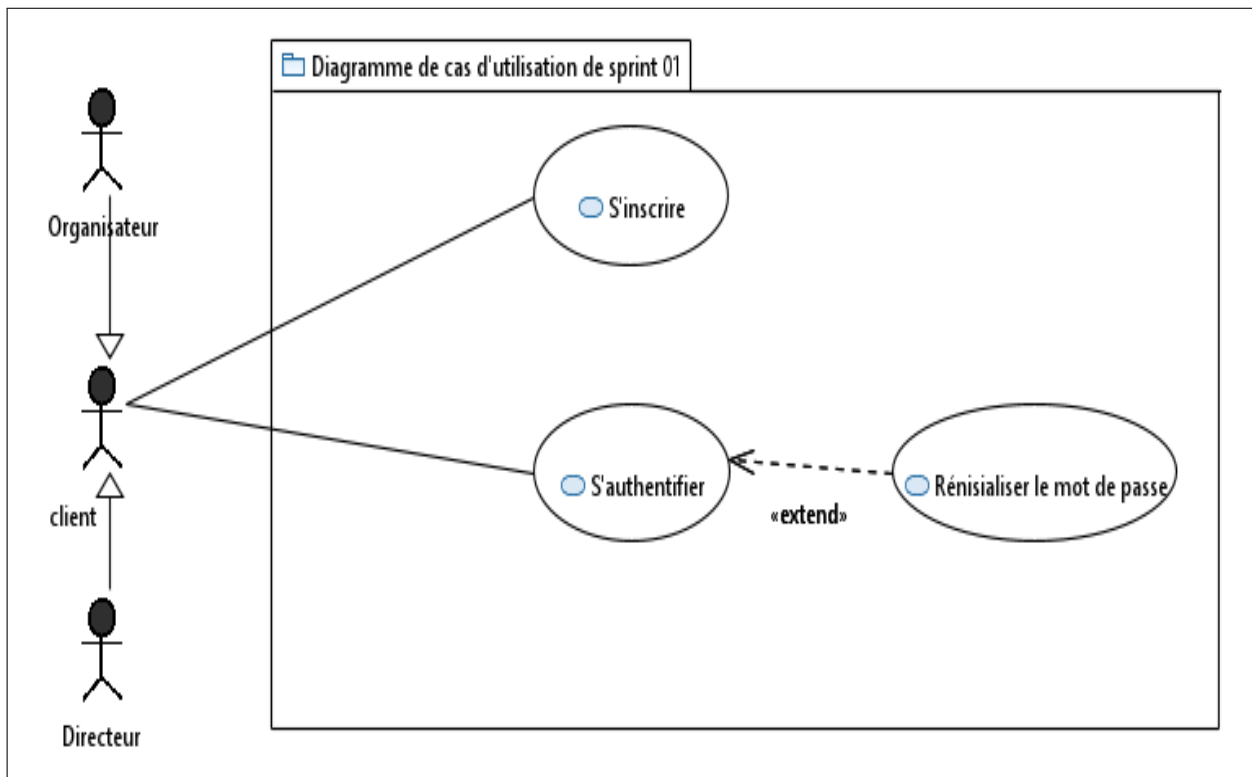 Diagramme de cas d'utilisation de sprint 01
Organisateur
S'inscrire
client
S'authentifier
«extend»
Rénisialiser le mot de passe
Directeur